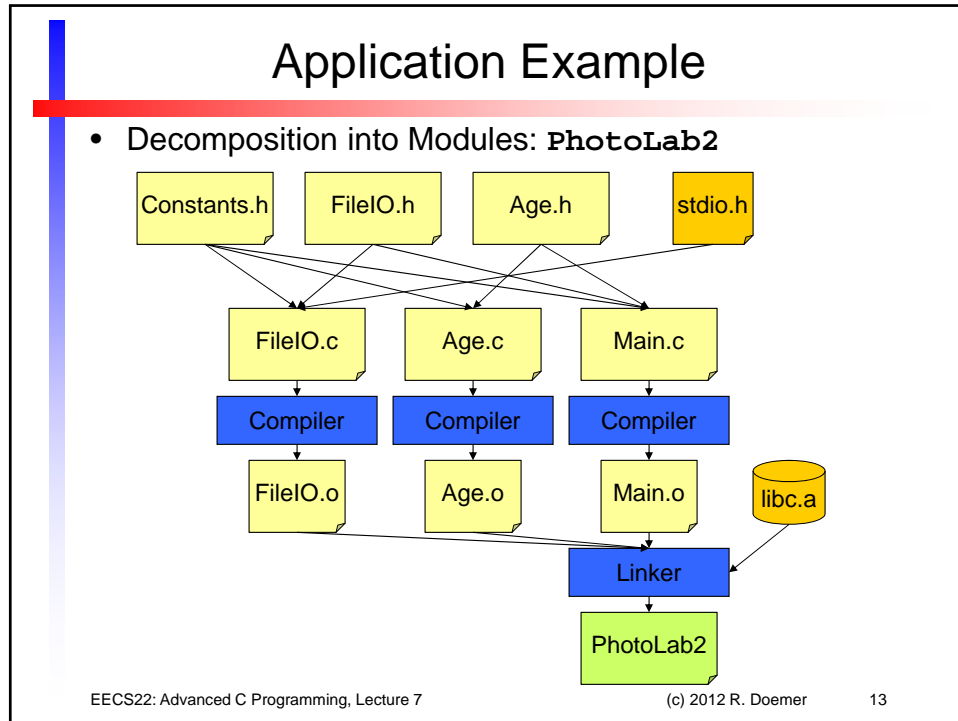 Application Example
• Decomposition into Modules: PhotoLab2
Constants.h FileIO.h Age.h stdio.h
FileIO.c Age.c Main.c
Compiler Compiler Compiler
FileIO.o Age.o Main.o libc.a
Linker
PhotoLab2
EECS22: Advanced C Programming, Lecture 7 (c) 2012 R. Doemer 13